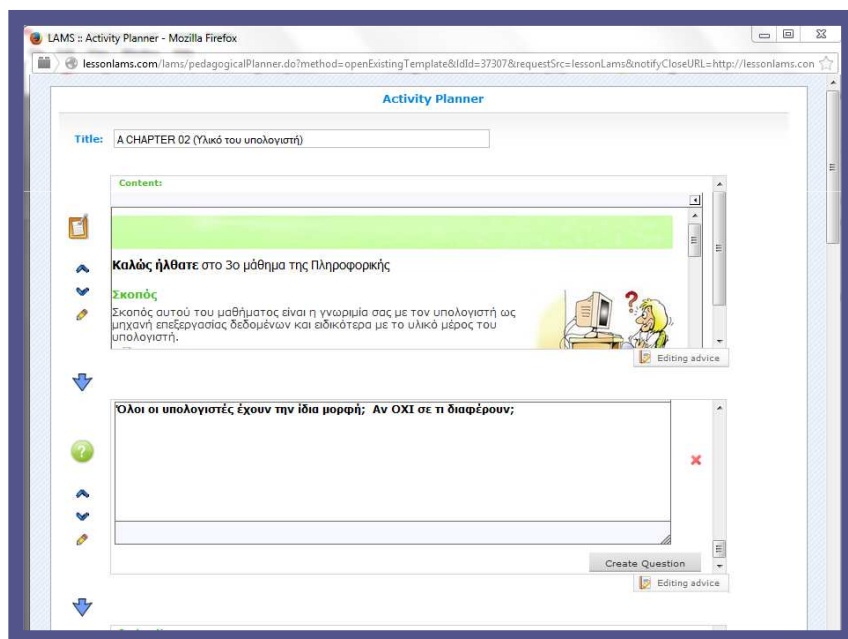 LAMS :: Activity Planner - Mozilla Firefox
lessonlams.com/lams/pedagogicalPlanner.do?method=openExistingTemplate&ldId=37307&requestSrc=lessonLams&notifyCloseURL=http://lessonlams.con
Activity Planner
Title: A CHAPTER 02 (Υλικό του υπολογιστή)
Content:
Καλώς ήλθατε στο 3ο μάθημα της Πληροφορικής
Σκοπός
Σκοπός αυτού του μαθήματος είναι η γνωριμία σας με τον υπολογιστή ως
μηχανή επεξεργασίας δεδομένων και ειδικότερα με το υλικό μέρος του
υπολογιστή.
Editing advice
Όλοι οι υπολογιστές έχουν την ίδια μορφή; Αν ΟΧΙ σε τι διαφέρουν;
Create Question
Editing advice